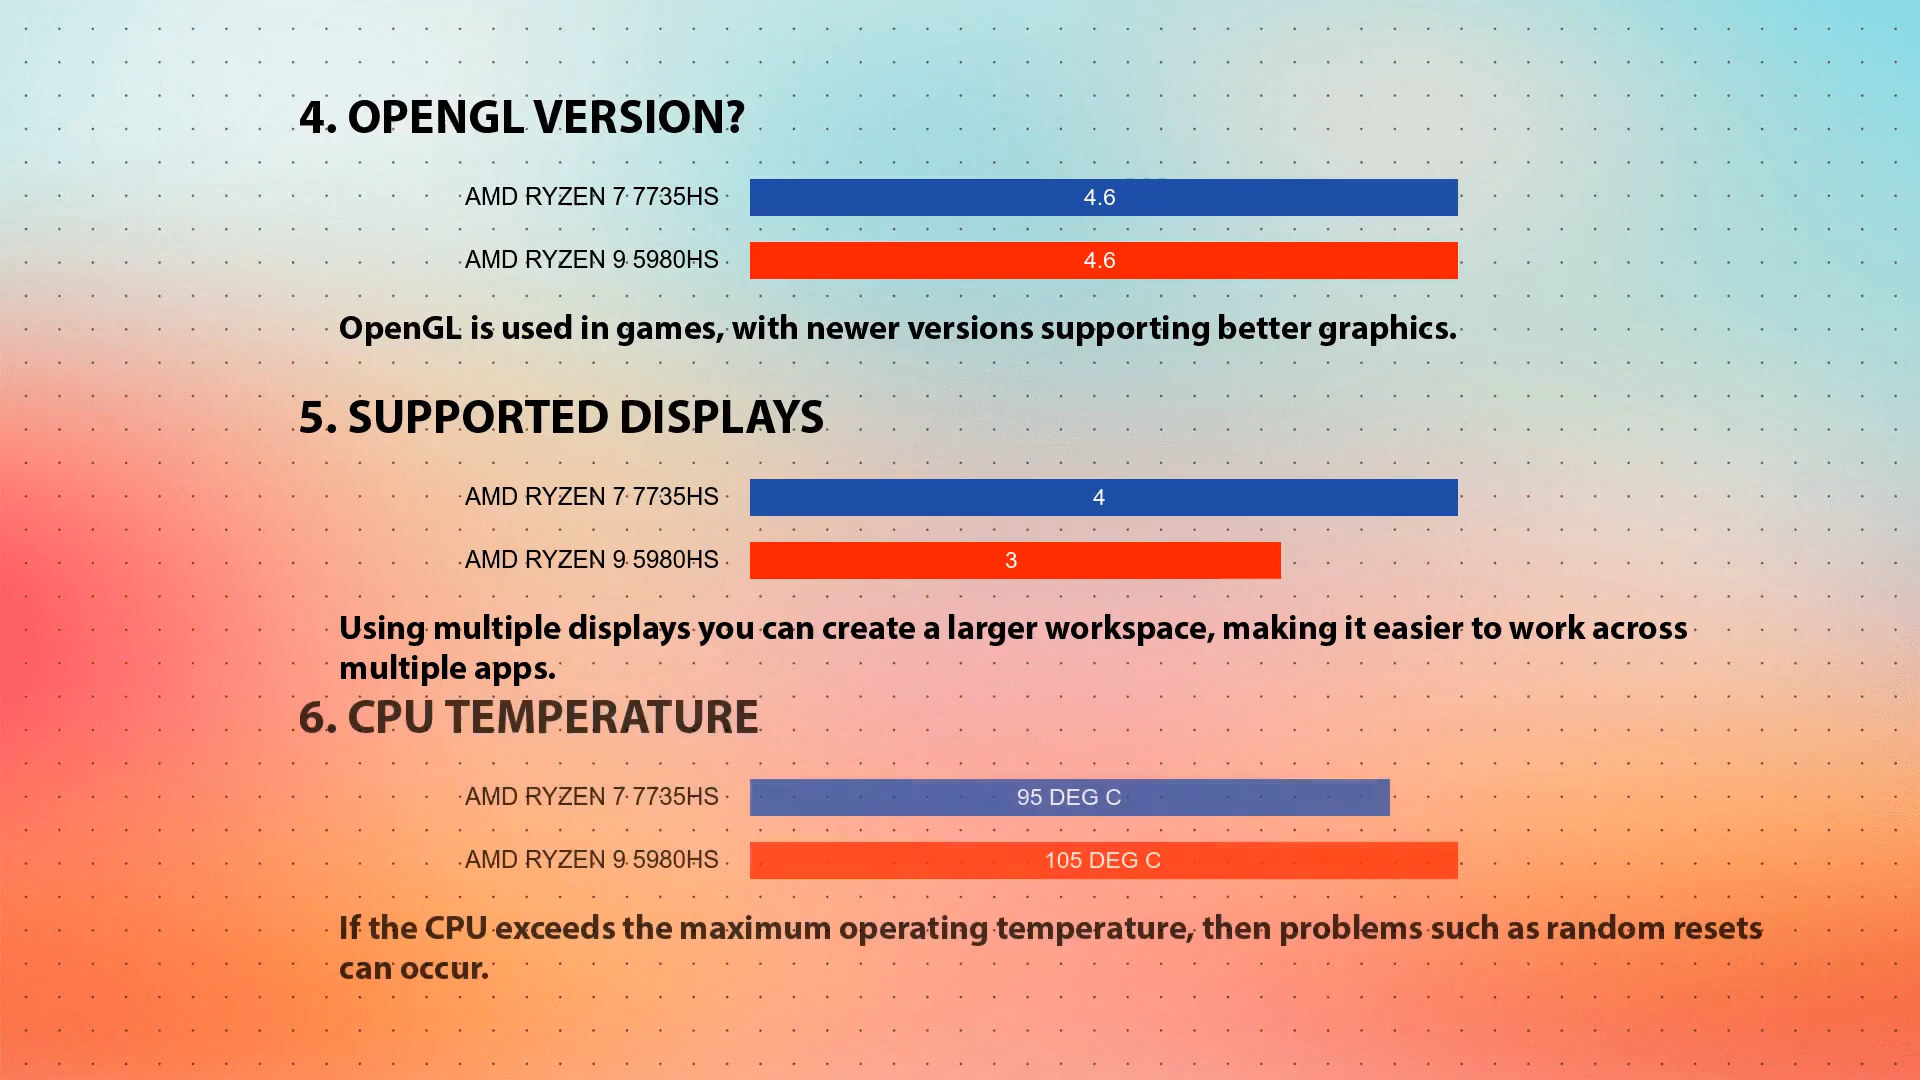 4. OPENGL VERSION?
AMD RYZEN 7 7735HS
4.6
AMD RYZEN 9 5980HS
4.6
OpenGL is used in games, with newer versions supporting better graphics.
5. SUPPORTED DISPLAYS
AMD RYZEN 7 7735HS
4
AMD RYZEN 9 5980HS
3
Using multiple displays you can create a larger workspace, making it easier to work across
multiple apps.
6. CPU TEMPERATURE
AMD RYZEN 7 7735HS
95 DEG C
AMD RYZEN 9 5980HS
105 DEG C
If the CPU exceeds the maximum operating temperature, then problems such as random resets
can occur.